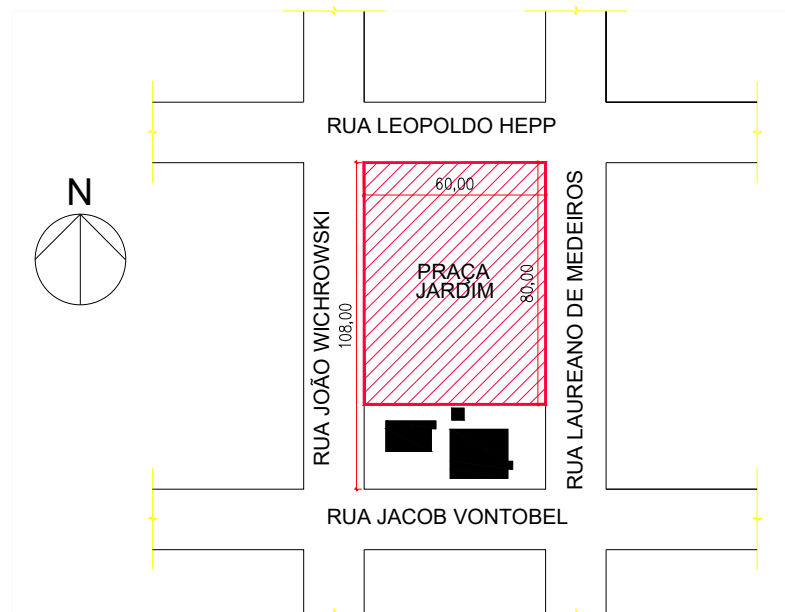 RUA LEOPOLDO HEPP
N
60,00
RUA JOÃO WICHROWSKI
108,00
PRAÇA
JARDIM
80,00
RUA LAUREANO DE MEDEIROS
RUA JACOB VONTOBEL